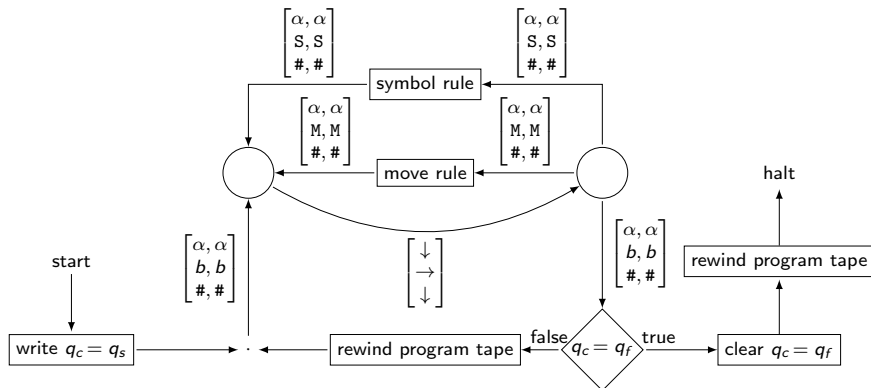 α, α
S, S
#, #
α, α
S, S
#, #
symbol rule
α, α
M, M
#, #
α, α
M, M
#, #
move rule
halt
α, α
b, b
#, #
↓
→
↓
α, α
b, b
#, #
start
rewind program tape
false
true
write q_c = q_s
·
rewind program tape
q_c = q_f
clear q_c = q_f